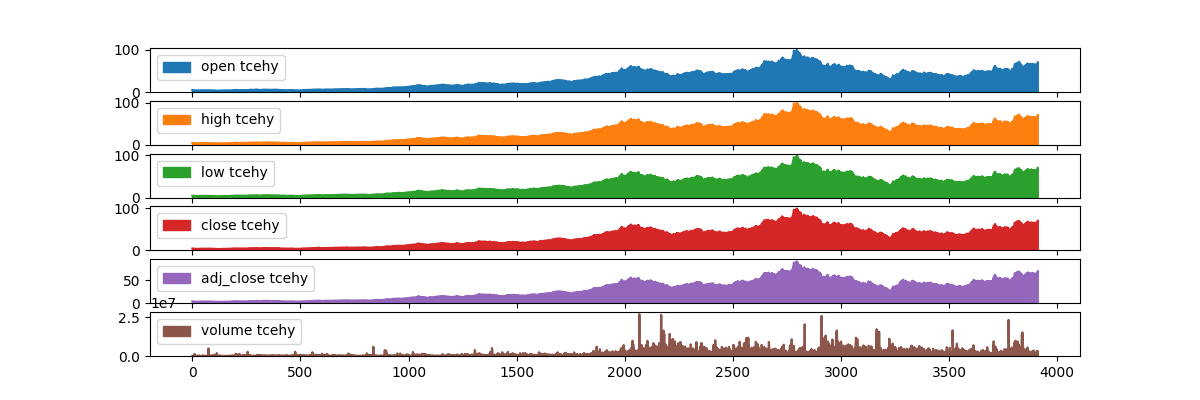 100
open tcehy
0
100
high tcehy
0
100
low tcehy
0
100
close tcehy
0
50
adj_close tcehy
0
1e7
2.5
volume tcehy
0.0
0 500 1000 1500 2000 2500 3000 3500 4000